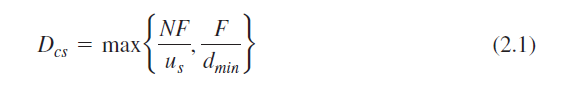 D_cs = max { NF / u_s , F / d_min } (2.1)